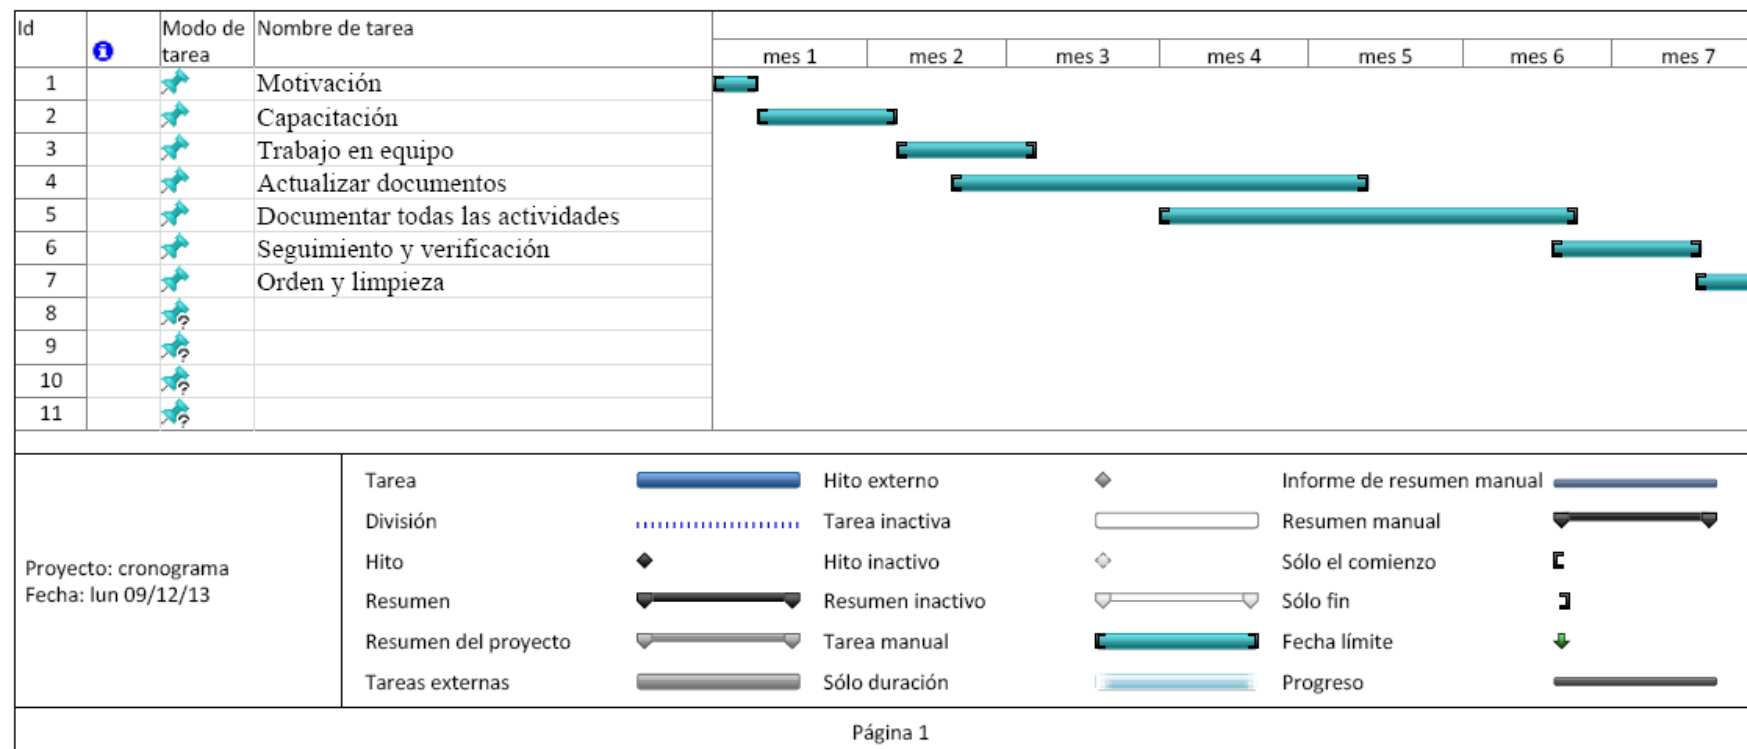 Id
Modo de tarea
Nombre de tarea
mes 1 mes 2 mes 3 mes 4 mes 5 mes 6 mes 7
1 Motivación
2 Capacitación
3 Trabajo en equipo
4 Actualizar documentos
5 Documentar todas las actividades
6 Seguimiento y verificación
7 Orden y limpieza
8
9
10
11
Proyecto: cronograma
Fecha: lun 09/12/13
Tarea
División
Hito
Resumen
Resumen del proyecto
Tareas externas
Hito externo
Tarea inactiva
Hito inactivo
Resumen inactivo
Tarea manual
Sólo duración
Informe de resumen manual
Resumen manual
Sólo el comienzo
Sólo fin
Fecha límite
Progreso
Página 1